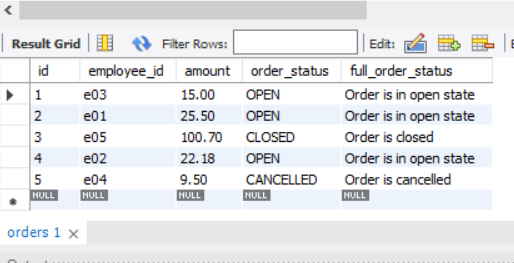 Result Grid Filter Rows: Edit:
id employee_id amount order_status full_order_status
1 e03 15.00 OPEN Order is in open state
2 e01 25.50 OPEN Order is in open state
3 e05 100.70 CLOSED Order is closed
4 e02 22.18 OPEN Order is in open state
5 e04 9.50 CANCELLED Order is cancelled
NULL NULL NULL NULL NULL
orders 1